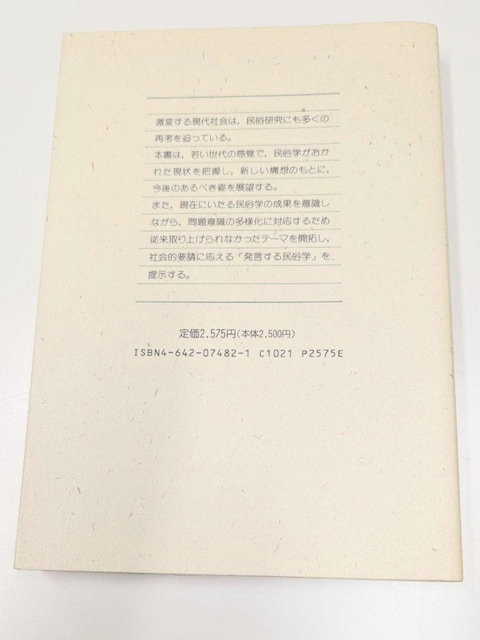 激変する現代社会は，民俗研究にも多くの
再考を迫っている。
本書は，若い世代の感覚で，民俗学がおか
れた現状を把握し，新しい構想のもとに，
今後のあるべき姿を展望する。
また，現在にいたる民俗学の成果を意識し
ながら，問題意識の多様化に対応するため
従来取り上げられなかったテーマを開拓し，
社会的要請に応える「発言する民俗学」を
提示する。
定価2,575円(本体2,500円)
ISBN4-642-07482-1 C1021 P2575E